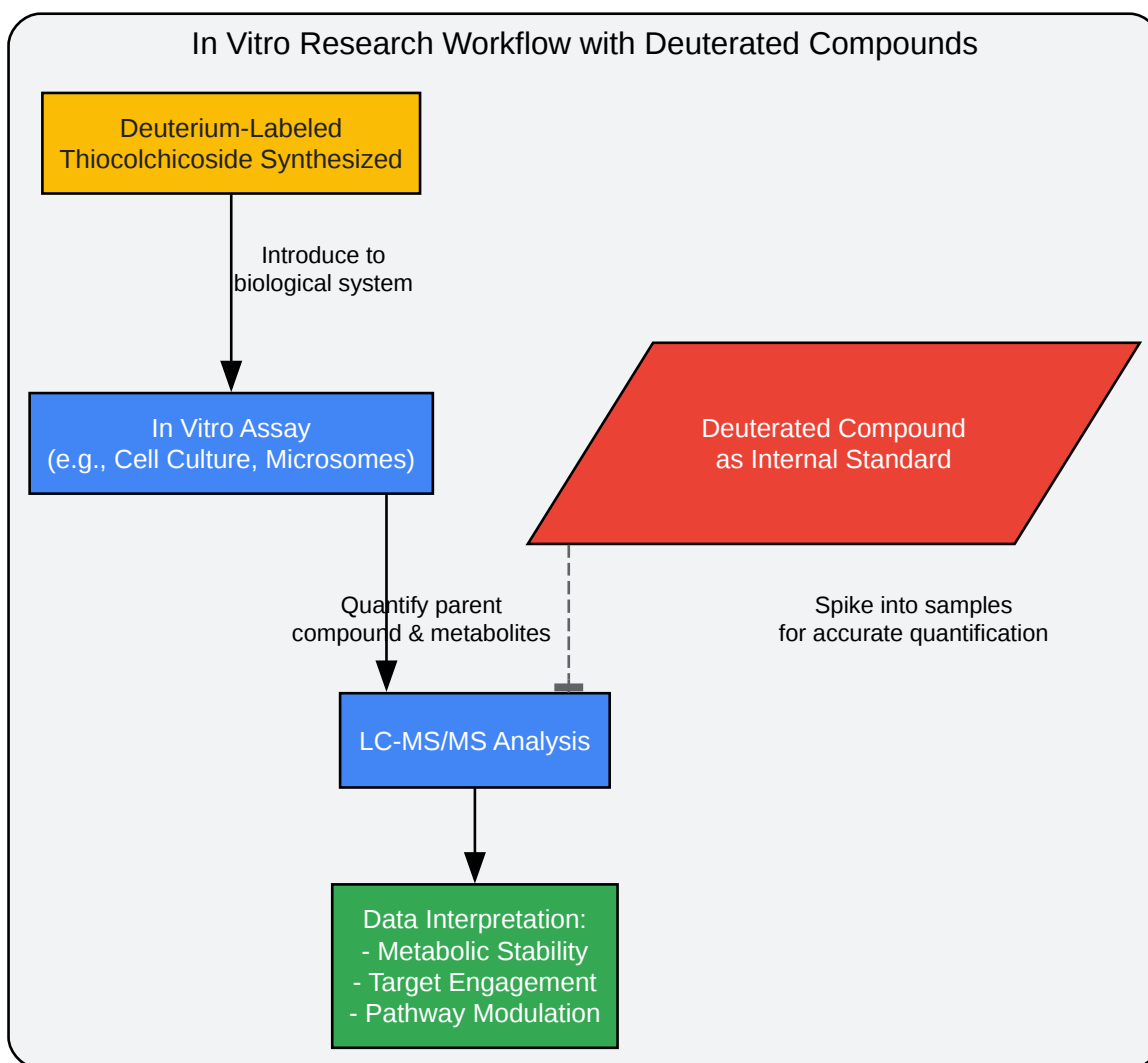 In Vitro Research Workflow with Deuterated Compounds
Deuterium-Labeled
Thiocolchicoside Synthesized
Introduce to
biological system
In Vitro Assay
(e.g., Cell Culture, Microsomes)
Deuterated Compound
as Internal Standard
Quantify parent
compound & metabolites
Spike into samples
for accurate quantification
LC-MS/MS Analysis
Data Interpretation:
- Metabolic Stability
- Target Engagement
- Pathway Modulation